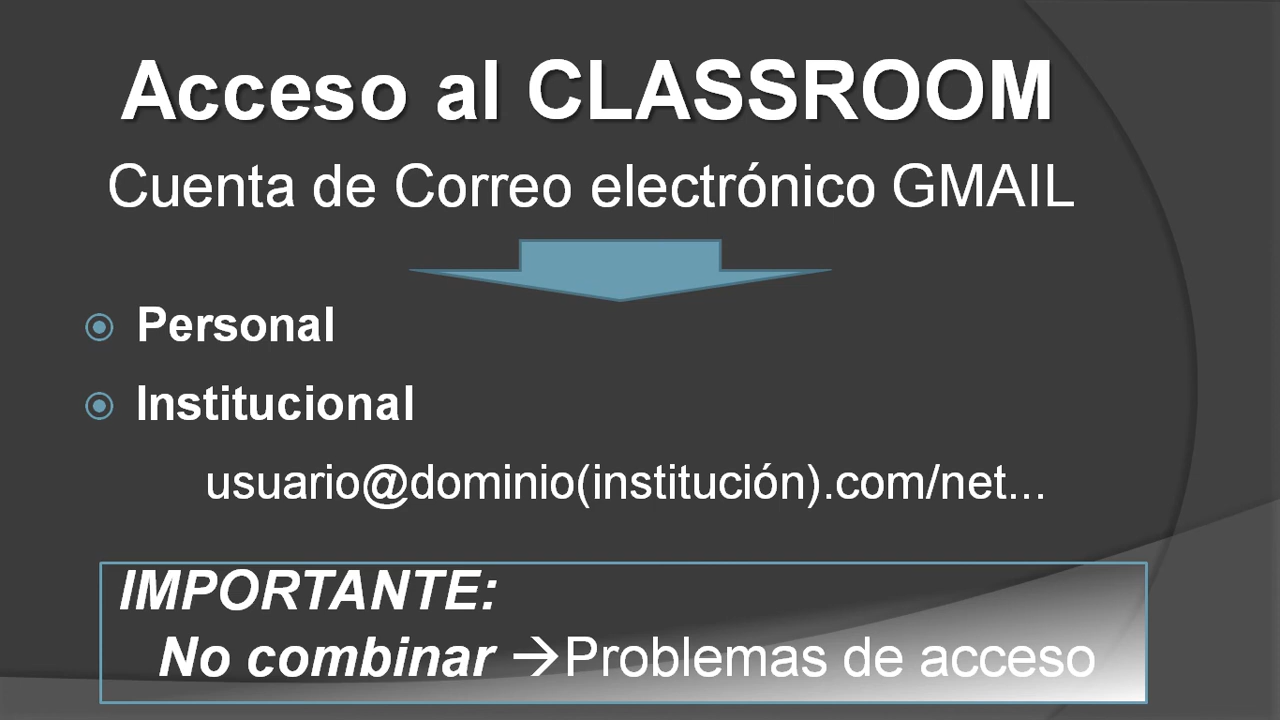 Acceso al CLASSROOM
Cuenta de Correo electrónico GMAIL
Personal
Institucional
usuario@dominio(institución).com/net...
IMPORTANTE:
No combinar →Problemas de acceso